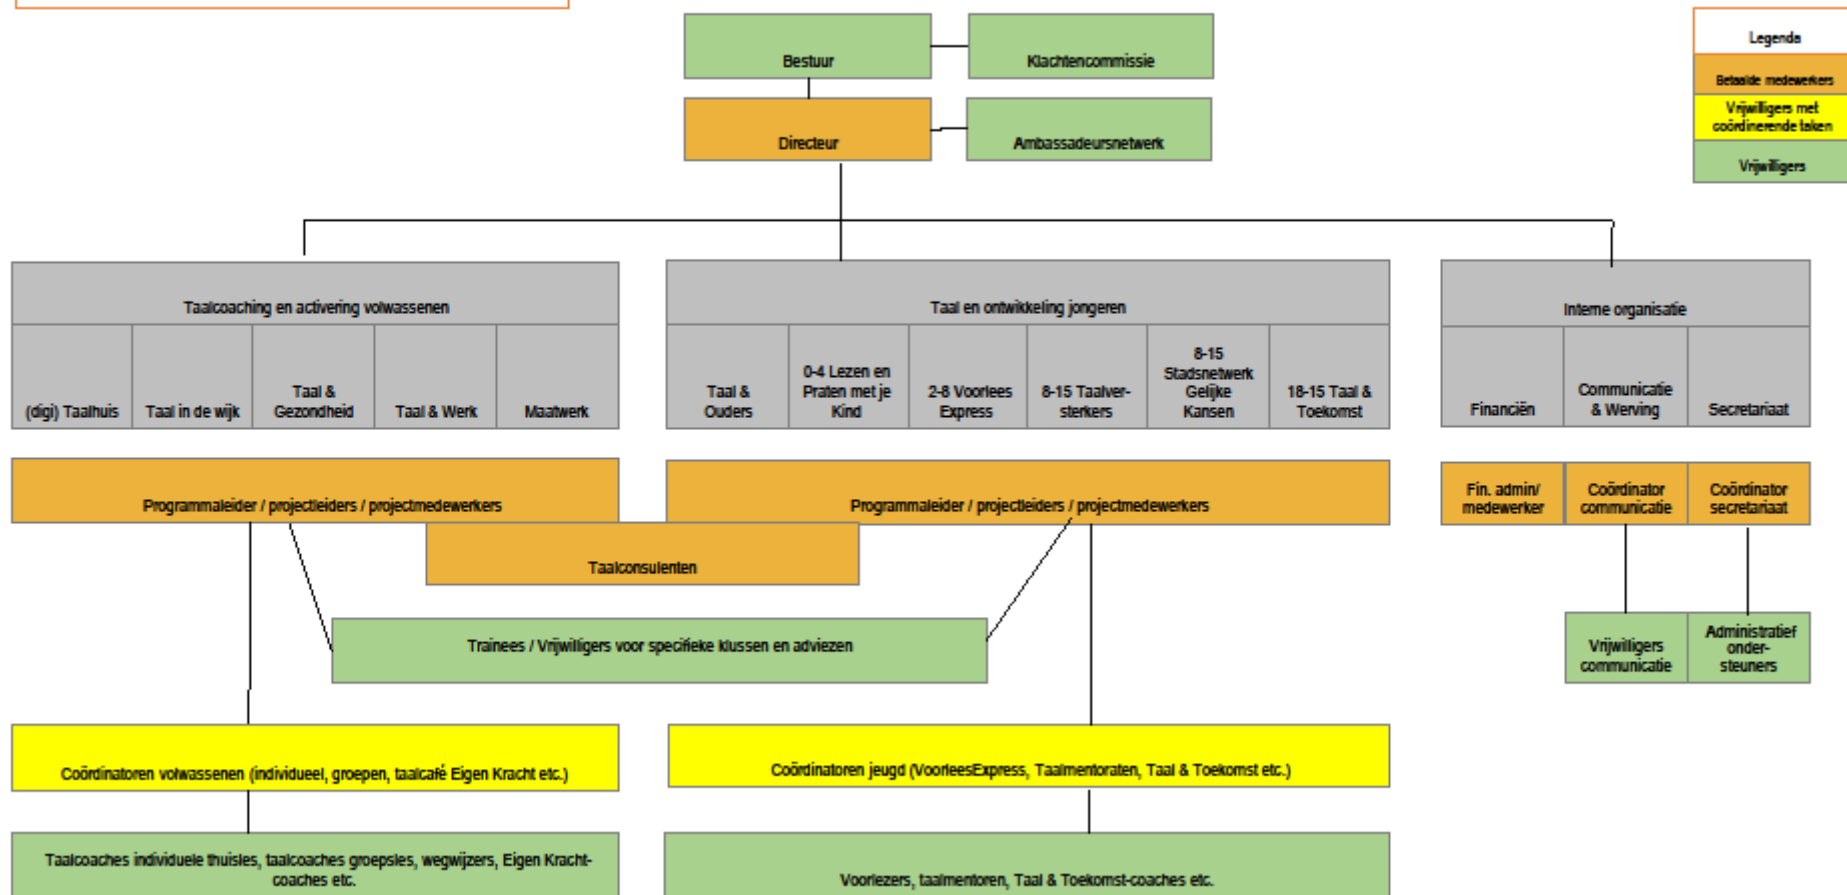 Bestuur
Klachtencommissie
Legenda
Betaalde medewerkers
Vrijwilligers met
coördinerende taken
Vrijwilligers
Directeur
Ambassadeursnetwerk
Taalcoaching en activering volwassenen
(digi) Taalhuis
Taal in de wijk
Taal &
Gezondheid
Taal & Werk
Maatwerk
Taal en ontwikkeling jongeren
Taal &
Ouders
0-4 Lezen en
Praten met je
Kind
2-8 Voorlees
Express
8-15 Taalver-
sterkers
8-15
Stadsnetwerk
Gelijke
Kansen
18-15 Taal &
Toekomst
Interne organisatie
Financiën
Communicatie
& Werving
Secretariaat
Programmaleider / projectleiders / projectmedewerkers
Programmaleider / projectleiders / projectmedewerkers
Fin. admin/
medewerker
Coördinator
communicatie
Coördinator
secretariaat
Taalconsulenten
Trainees / Vrijwilligers voor specifieke klussen en adviezen
Vrijwilligers
communicatie
Administratief
onder-
steuners
Coördinatoren volwassenen (individueel, groepen, taalcafé Eigen Kracht etc.)
Coördinatoren jeugd (VoorleesExpress, Taalmentoraten, Taal & Toekomst etc.)
Taalcoaches individuele thuisles, taalcoaches groepsles, wegwijzers, Eigen Kracht-
coaches etc.
Voorlezers, taalmentoren, Taal & Toekomst-coaches etc.